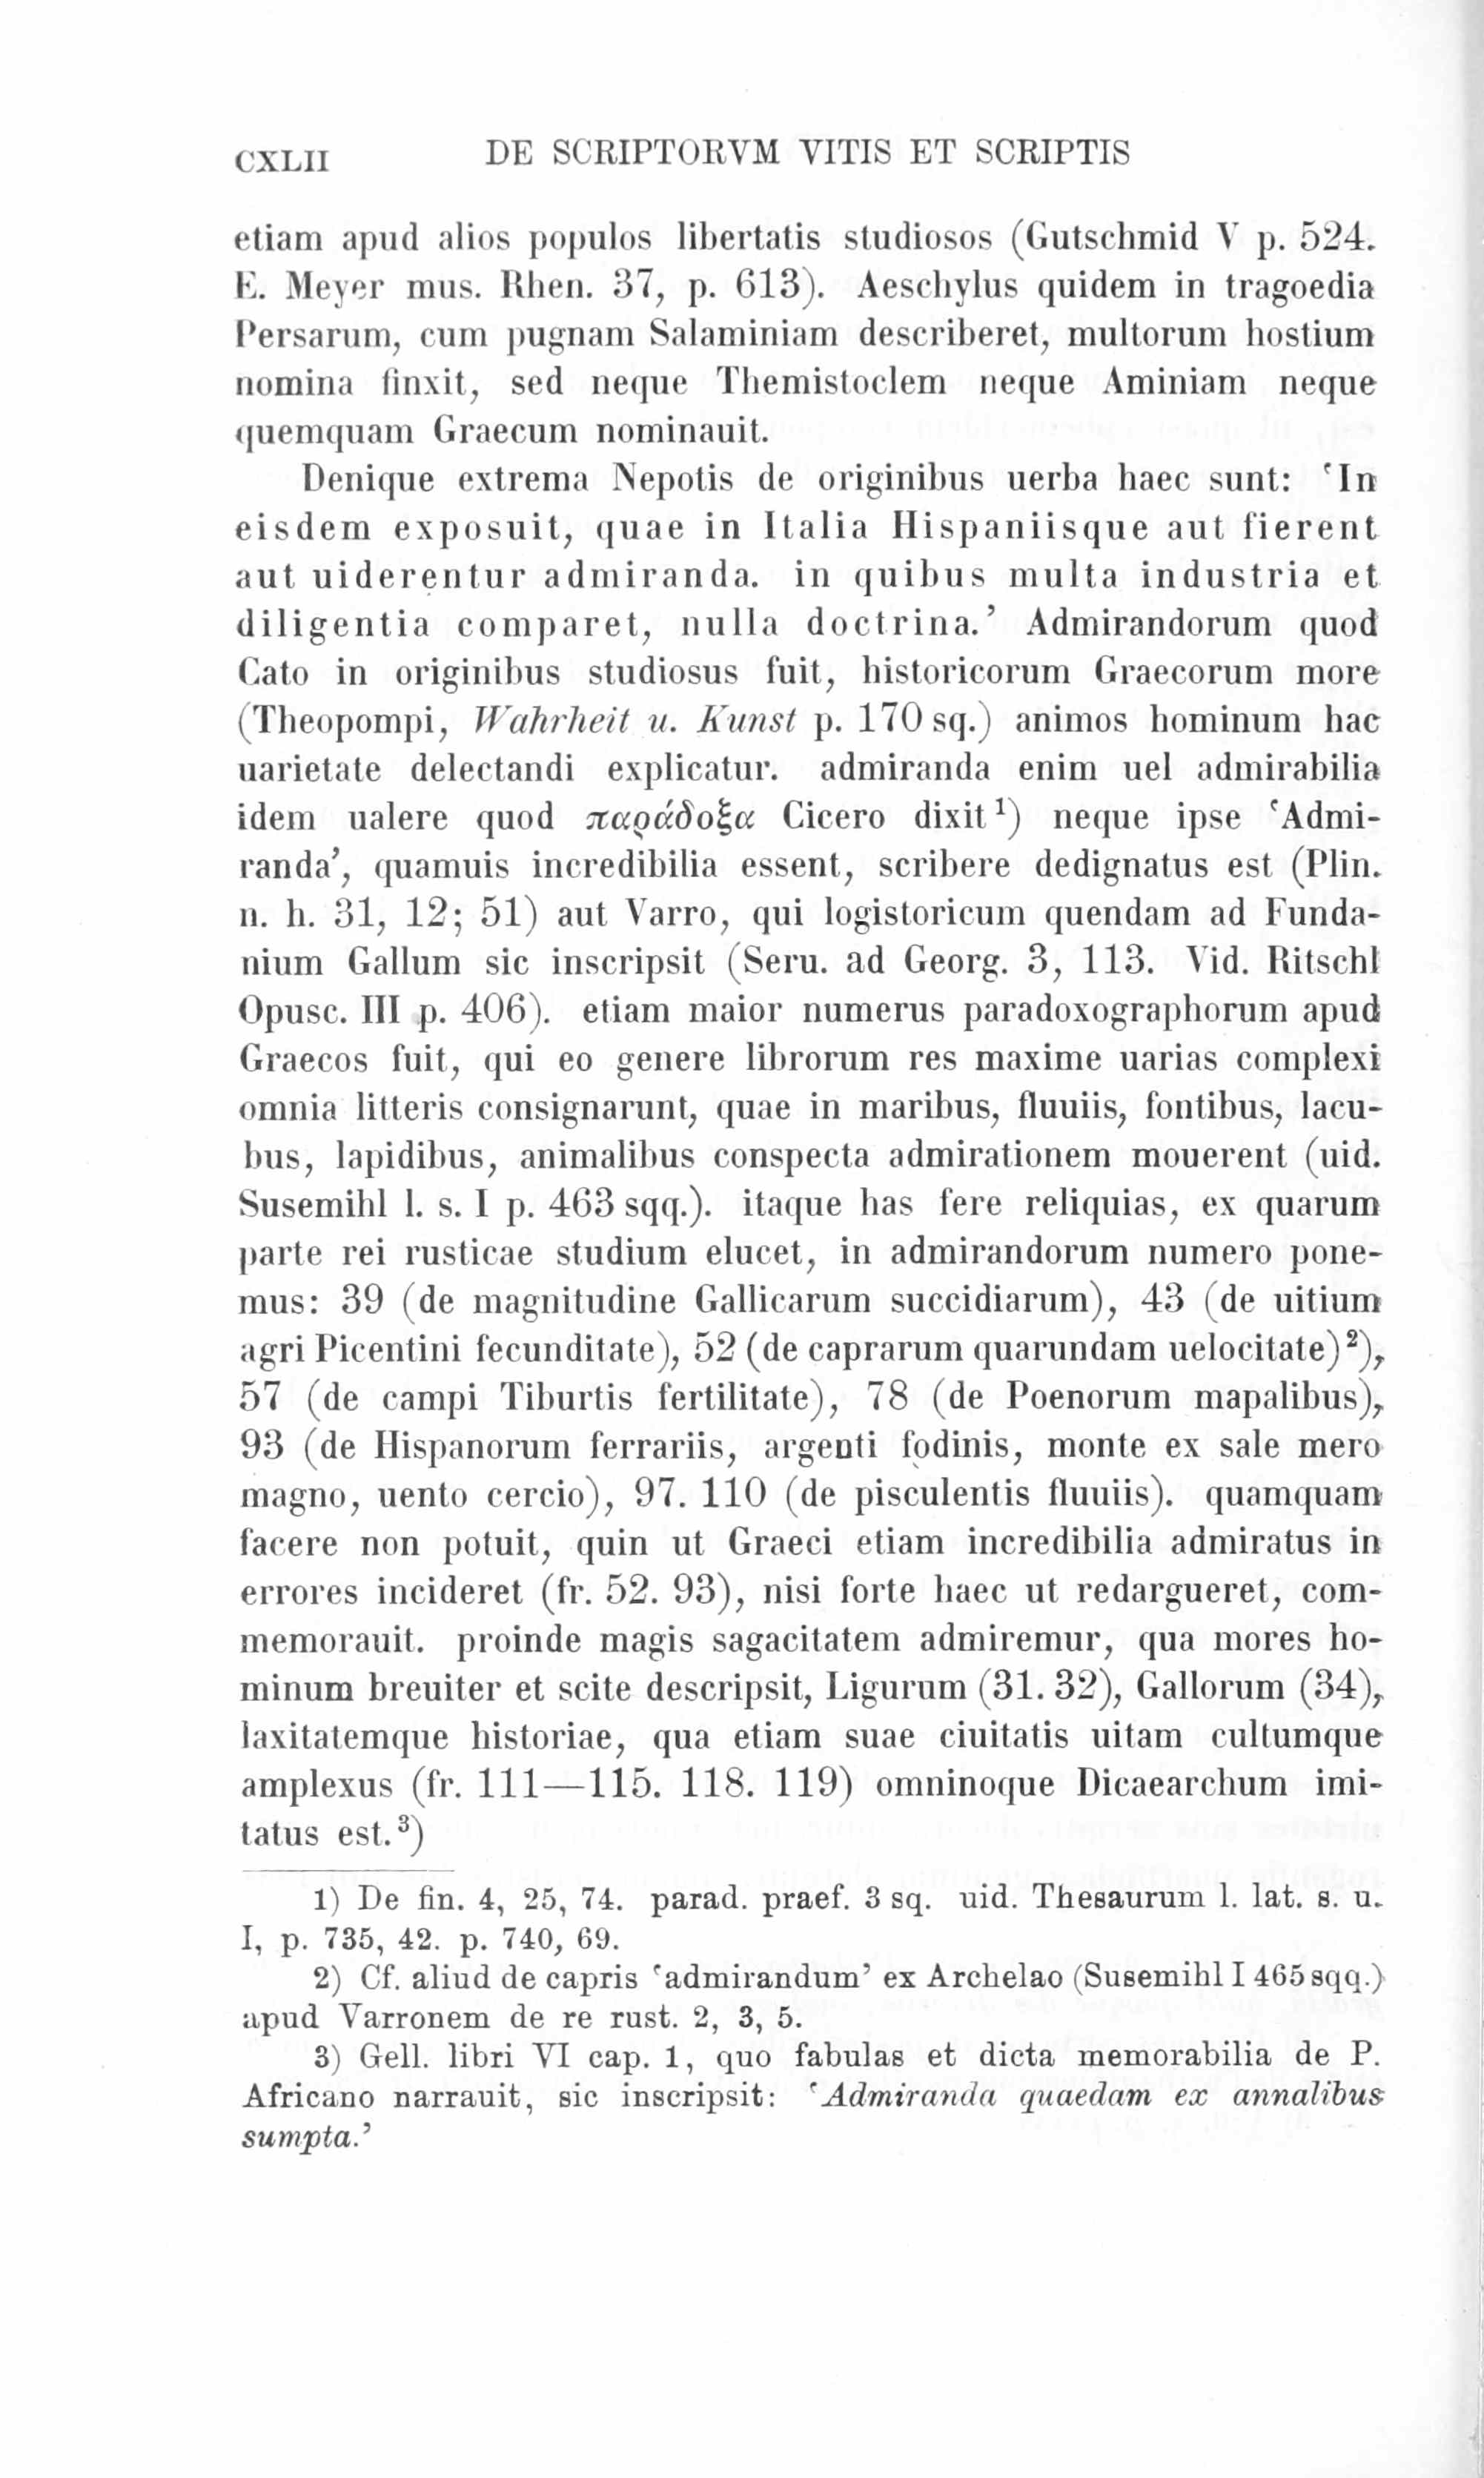 CXLII DE SCRIPTORVM VITIS ET SCRIPTIS
etiam apud alios populos libertatis studiosos (Gutschmid V p. 524.
E. Meyer mus. Rhen. 37, p. 613). Aeschylus quidem in tragoedia
Persarum, cum pugnam Salaminiam describeret, multorum hostium
nomina finxit, sed neque Themistoclem neque Aminiam neque
quemquam Graecum nominauit.
Denique extrema Nepotis de originibus uerba haec sunt: ‘In
eisdem exposuit, quae in Italia Hispaniisque aut fierent
aut uiderentur admiranda. in quibus multa industria et
diligentia comparet, nulla doctrina.’ Admirandorum quod
Cato in originibus studiosus fuit, historicorum Graecorum more
(Theopompi, Wahrheit u. Kunst p. 170 sq.) animos hominum hac
uarietate delectandi explicatur. admiranda enim uel admirabilia
idem ualere quod παράδοξα Cicero dixit ¹) neque ipse ‘Admi-
randa’, quamuis incredibilia essent, scribere dedignatus est (Plin.
n. h. 31, 12; 51) aut Varro, qui logistoricum quendam ad Funda-
nium Gallum sic inscripsit (Seru. ad Georg. 3, 113. Vid. Ritschl
Opusc. III p. 406). etiam maior numerus paradoxographorum apud
Graecos fuit, qui eo genere librorum res maxime uarias complexi
omnia litteris consignarunt, quae in maribus, fluuiis, fontibus, lacu-
bus, lapidibus, animalibus conspecta admirationem mouerent (uid.
Susemihl l. s. I p. 463 sqq.). itaque has fere reliquias, ex quarum
parte rei rusticae studium elucet, in admirandorum numero pone-
mus: 39 (de magnitudine Gallicarum succidiarum), 43 (de uitium
agri Picentini fecunditate), 52 (de caprarum quarundam uelocitate) ²),
57 (de campi Tiburtis fertilitate), 78 (de Poenorum mapalibus),
93 (de Hispanorum ferrariis, argenti fodinis, monte ex sale mero
magno, uento cercio), 97. 110 (de pisculentis fluuiis). quamquam
facere non potuit, quin ut Graeci etiam incredibilia admiratus in
errores incideret (fr. 52. 93), nisi forte haec ut redargueret, com-
memorauit. proinde magis sagacitatem admiremur, qua mores ho-
minum breuiter et scite descripsit, Ligurum (31. 32), Gallorum (34),
laxitatemque historiae, qua etiam suae ciuitatis uitam cultumque
amplexus (fr. 111—115. 118. 119) omninoque Dicaearchum imi-
tatus est. ³)
1) De fin. 4, 25, 74. parad. praef. 3 sq. uid. Thesaurum l. lat. s. u.
I, p. 735, 42. p. 740, 69.
2) Cf. aliud de capris ‘admirandum’ ex Archelao (Susemihl I 465 sqq.)
apud Varronem de re rust. 2, 3, 5.
3) Gell. libri VI cap. 1, quo fabulas et dicta memorabilia de P.
Africano narrauit, sic inscripsit: ‘Admiranda quaedam ex annalibus
sumpta.’